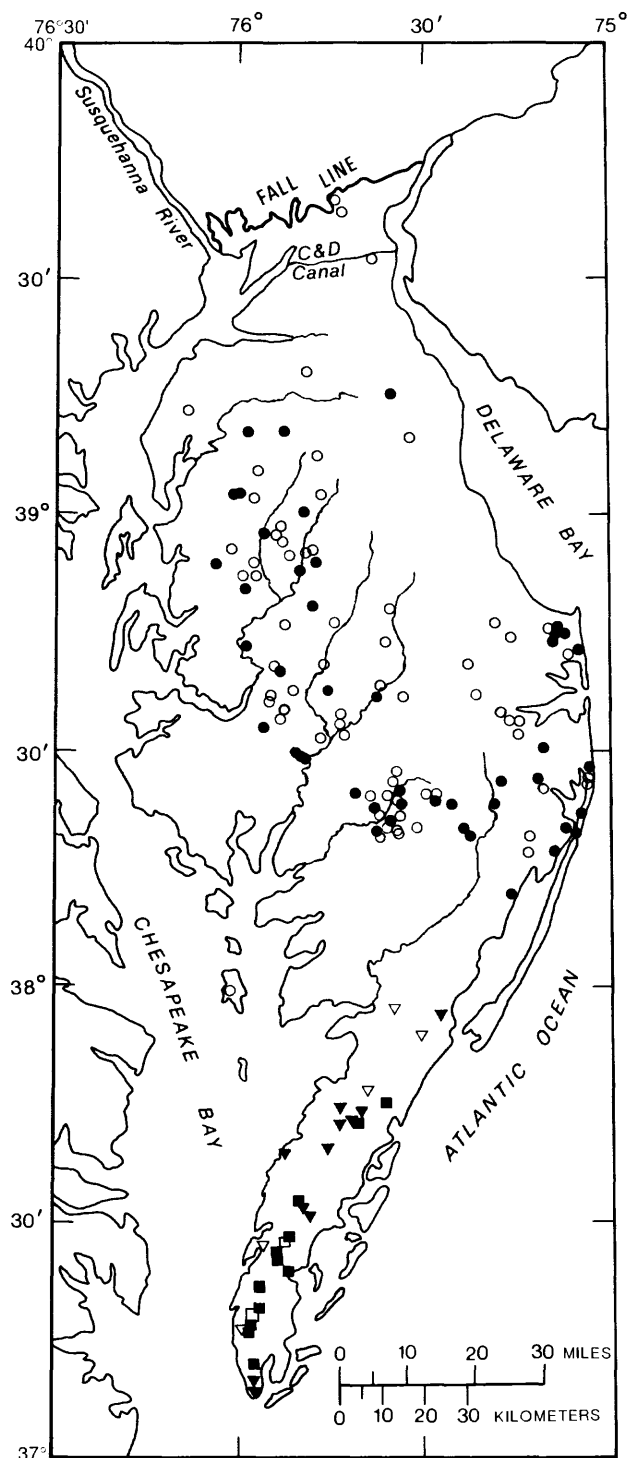 76°30′
76°
30′
75°
40°
Susquehanna
River
FALL LINE
C&D
Canal
30′
DELAWARE BAY
39°
30′
38°
CHESAPEAKE BAY
ATLANTIC OCEAN
30′
0 10 20 30 MILES
0 10 20 30 KILOMETERS
37°